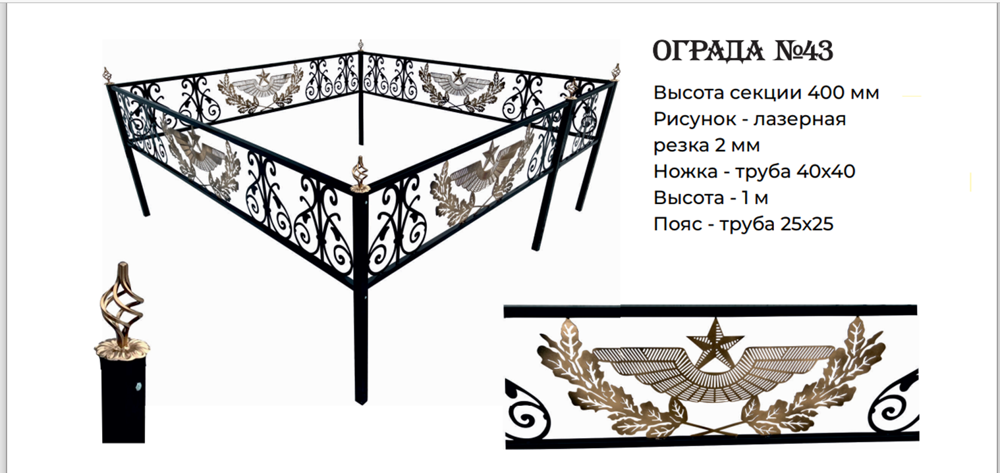 ОГРАДА №43
Высота секции 400 мм
Рисунок - лазерная
резка 2 мм
Ножка - труба 40х40
Высота - 1 м
Пояс - труба 25х25